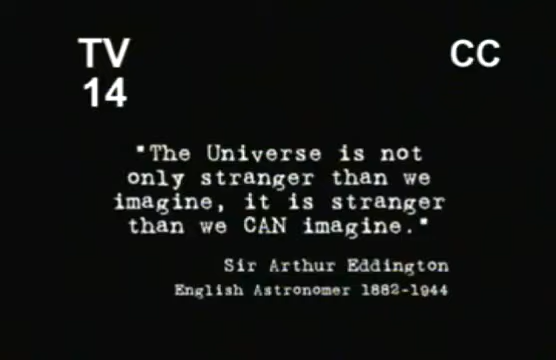 TV
14
CC
"The Universe is not
only stranger than we
imagine, it is stranger
than we CAN imagine."
Sir Arthur Eddington
English Astronomer 1882-1944